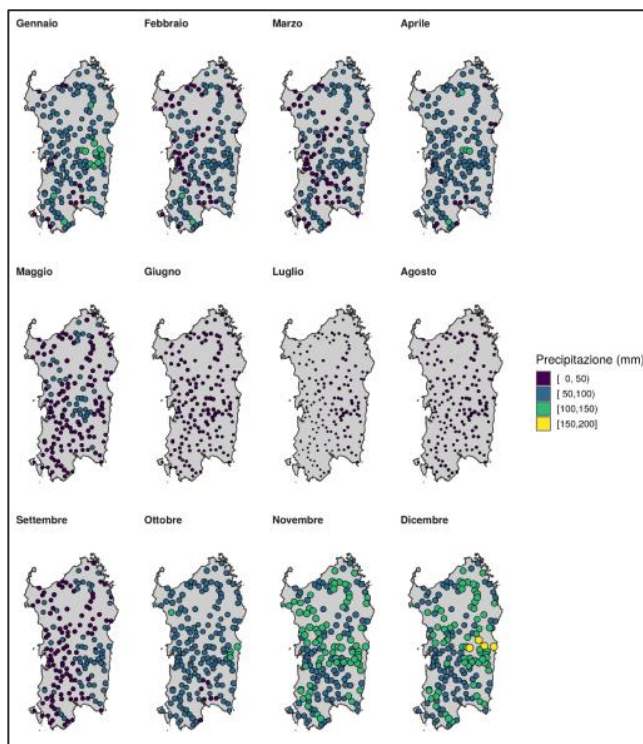 Gennaio Febbraio Marzo Aprile
Maggio Giugno Luglio Agosto
Precipitazione (mm)
[ 0, 50)
[ 50,100)
[100,150)
[150,200]
Settembre Ottobre Novembre Dicembre